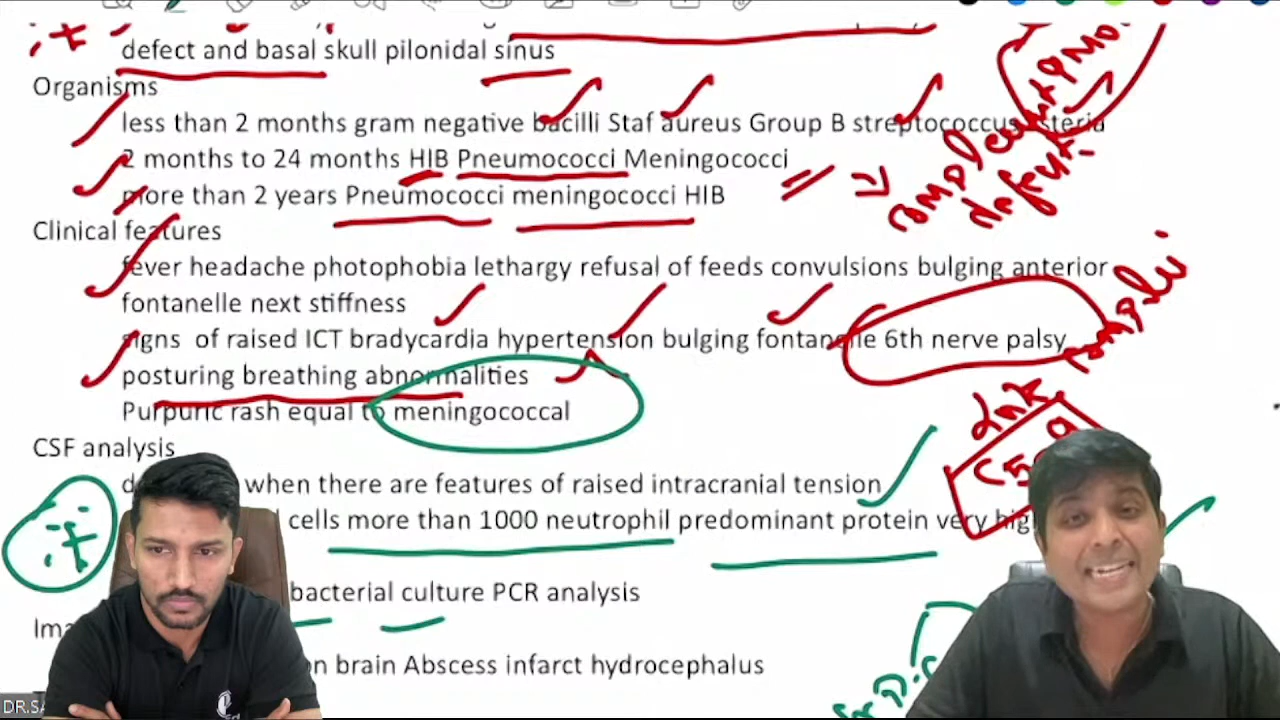 defect and basal skull pilonidal sinus
Organisms
less than 2 months gram negative bacilli Staf aureus Group B streptococcus
2 months to 24 months HIB Pneumococci Meningococci
more than 2 years Pneumococci meningococci HIB
Clinical features
fever headache photophobia lethargy refusal of feeds convulsions bulging anterior
fontanelle next stiffness
signs of raised ICT bradycardia hypertension bulging fontanelle 6th nerve palsy
posturing breathing abnormalities
Purpuric rash equal to meningococcal
CSF analysis
when there are features of raised intracranial tension
cells more than 1000 neutrophil predominant protein very
bacterial culture PCR analysis
brain Abscess infarct hydrocephalus